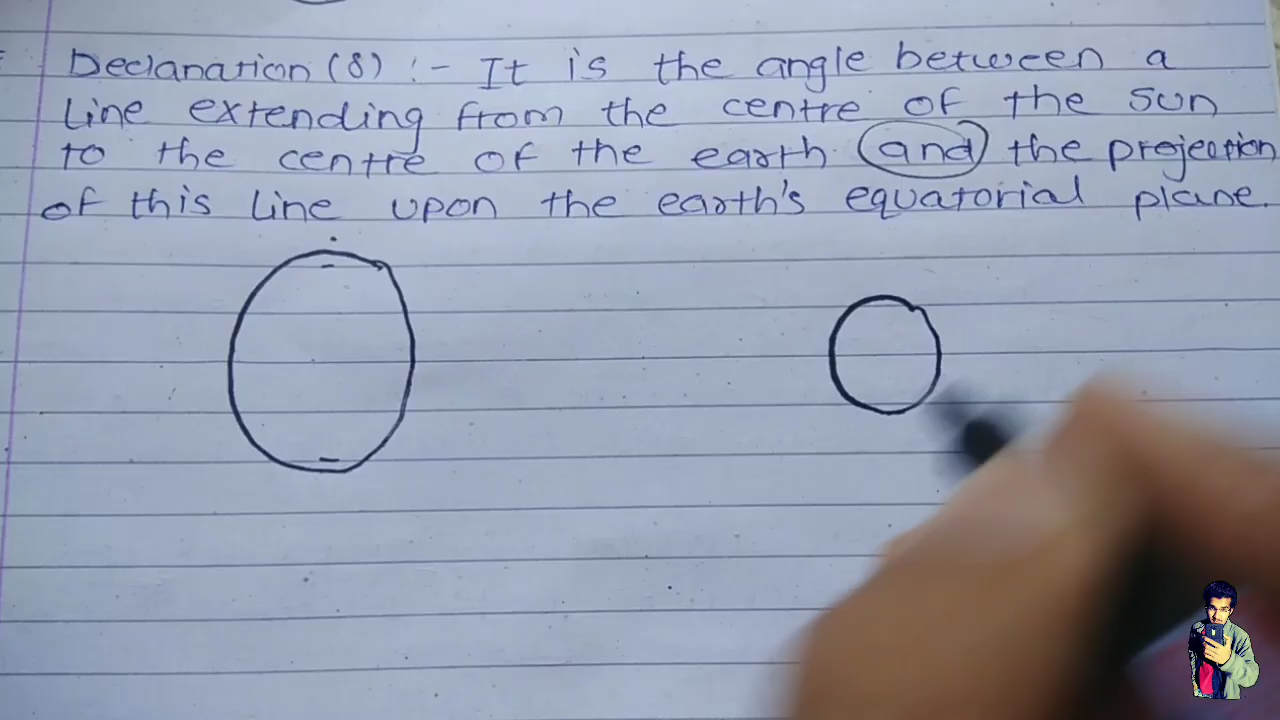 Declanation (δ) :- It is the angle between a
line extending from the centre of the sun
to the centre of the earth and the projection
of this line upon the earth's equatorial plane.